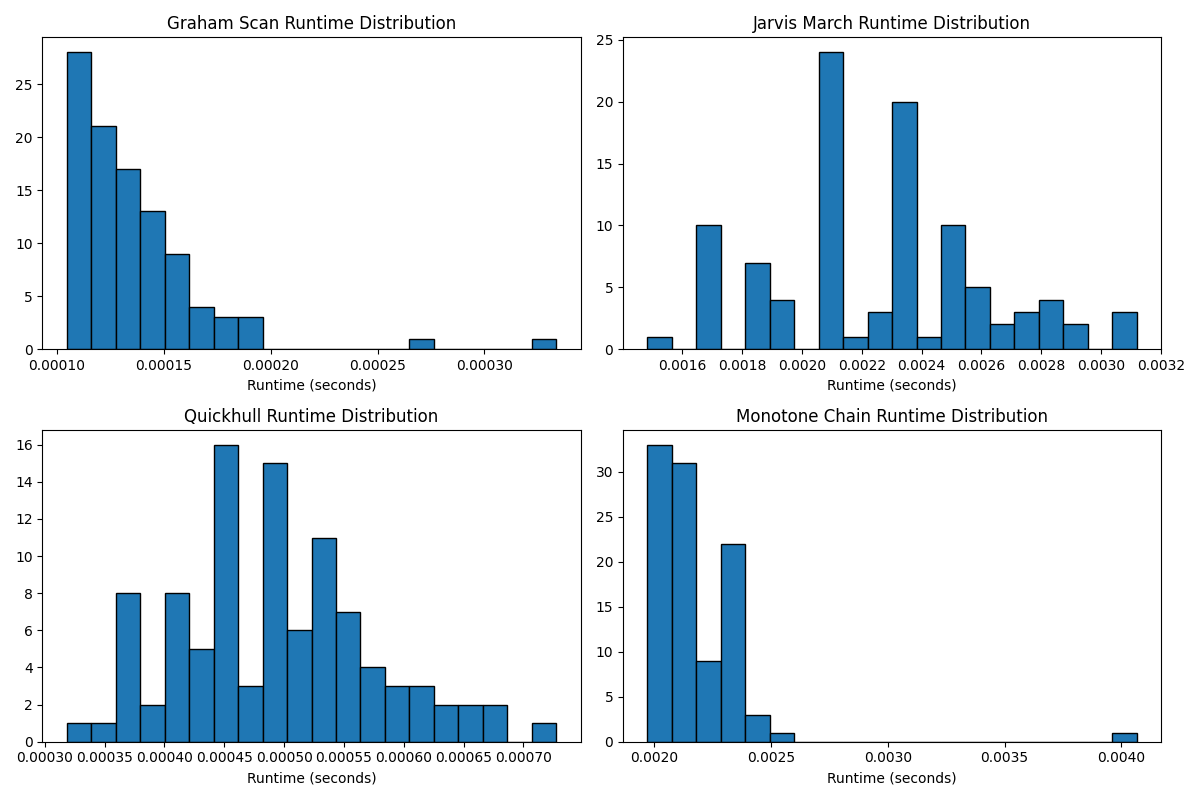 Graham Scan Runtime Distribution
25
20
15
10
5
0
0.00010 0.00015 0.00020 0.00025 0.00030
Runtime (seconds)
Jarvis March Runtime Distribution
25
20
15
10
5
0
0.0016 0.0018 0.0020 0.0022 0.0024 0.0026 0.0028 0.0030 0.0032
Runtime (seconds)
Quickhull Runtime Distribution
16
14
12
10
8
6
4
2
0
0.00030 0.00035 0.00040 0.00045 0.00050 0.00055 0.00060 0.00065 0.00070
Runtime (seconds)
Monotone Chain Runtime Distribution
30
25
20
15
10
5
0
0.0020 0.0025 0.0030 0.0035 0.0040
Runtime (seconds)